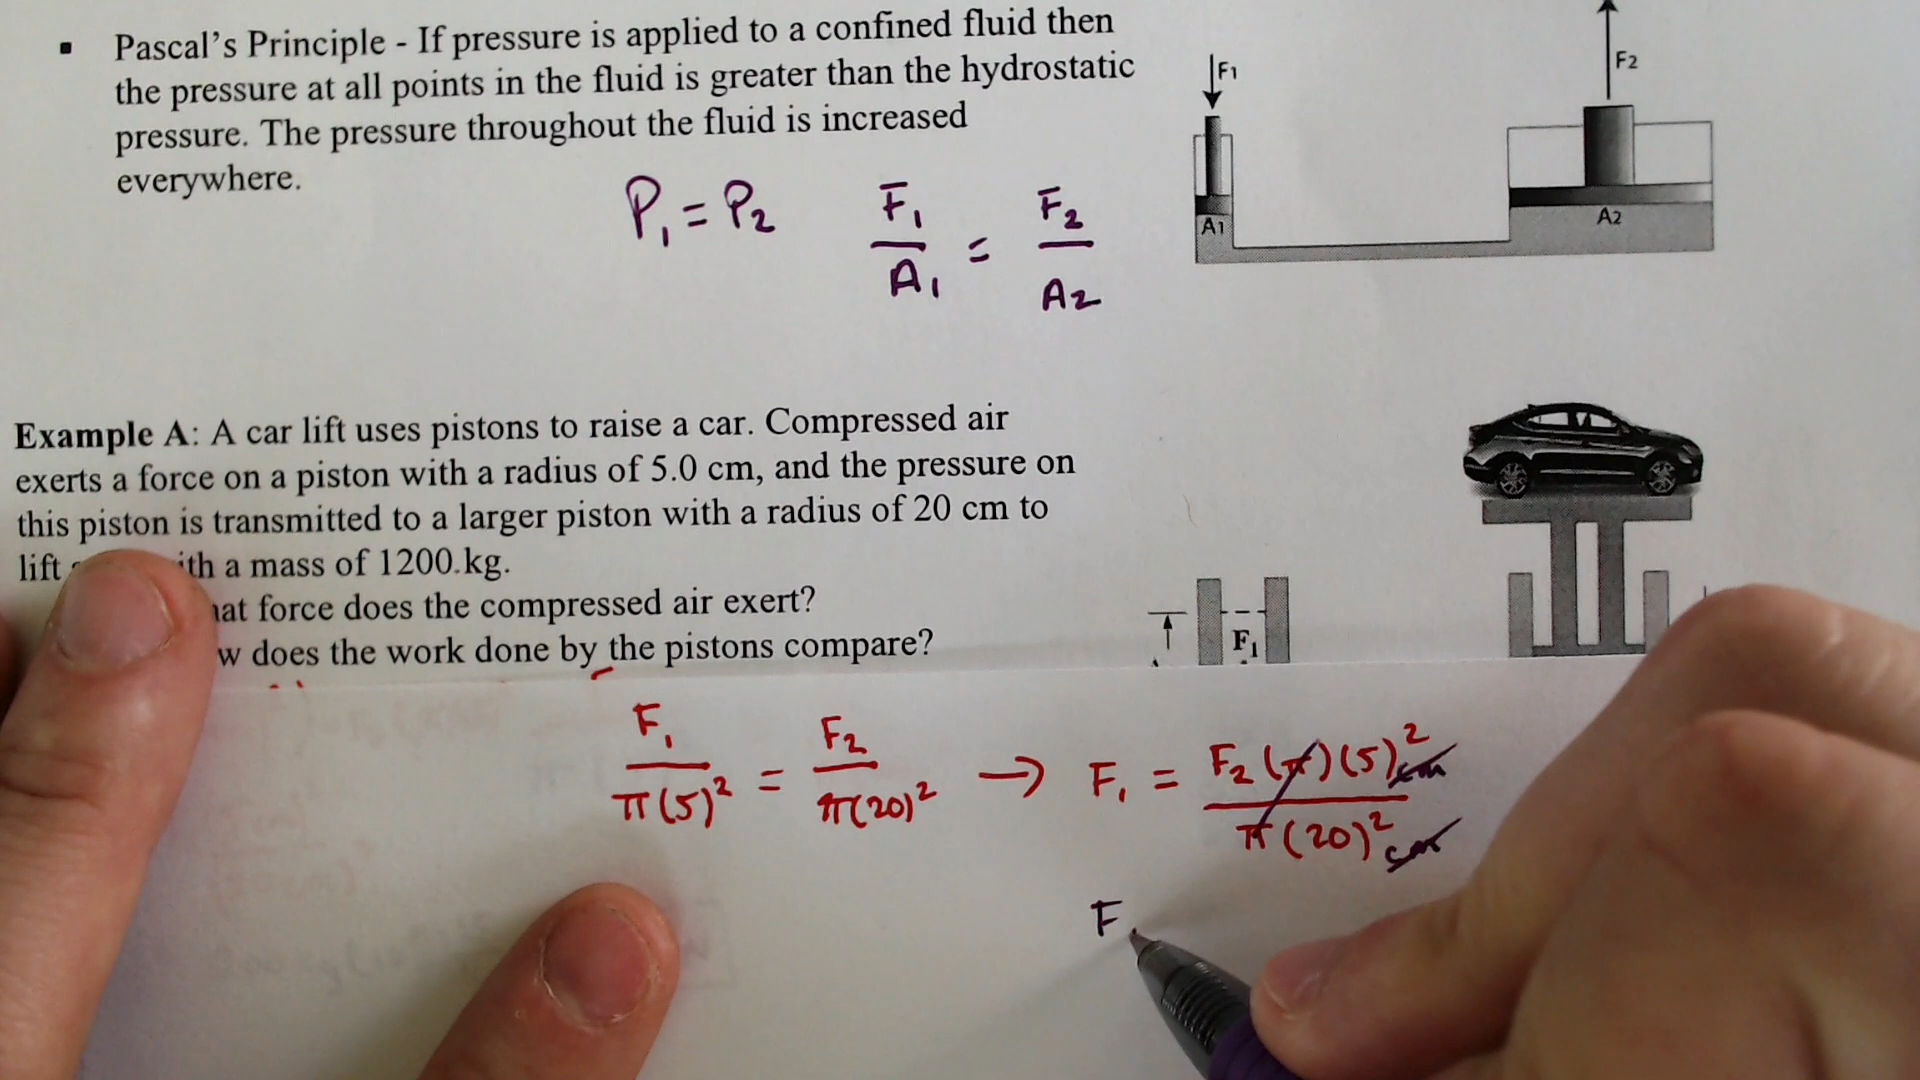 ▪ Pascal's Principle - If pressure is applied to a confined fluid then
the pressure at all points in the fluid is greater than the hydrostatic
pressure. The pressure throughout the fluid is increased
everywhere.
P₁ = P₂ F₁/A₁ = F₂/A₂
F1
F2
A1
A2
Example A: A car lift uses pistons to raise a car. Compressed air
exerts a force on a piston with a radius of 5.0 cm, and the pressure on
this piston is transmitted to a larger piston with a radius of 20 cm to
lift a mass of 1200.kg.
force does the compressed air exert?
does the work done by the pistons compare?
F₁
F₁/π(5)² = F₂/π(20)² → F₁ = F₂(π)(5)² cm/π(20)² cm
F